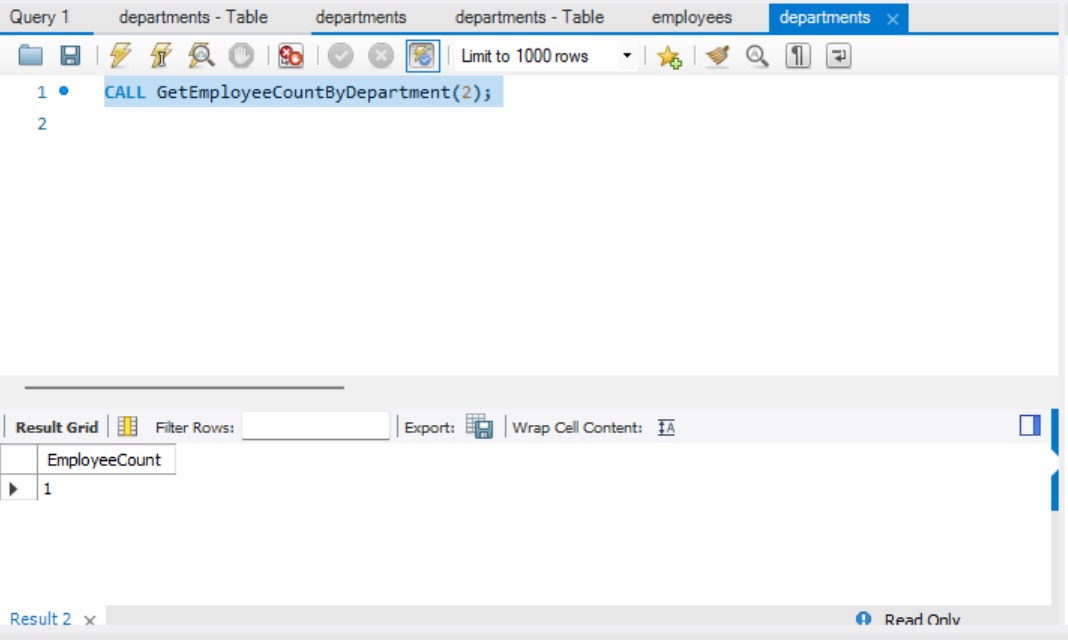 Query 1 departments - Table departments departments - Table employees departments
Limit to 1000 rows
1 CALL GetEmployeeCountByDepartment(2);
2
Result Grid Filter Rows: Export: Wrap Cell Content:
EmployeeCount
1
Result 2 Read Only